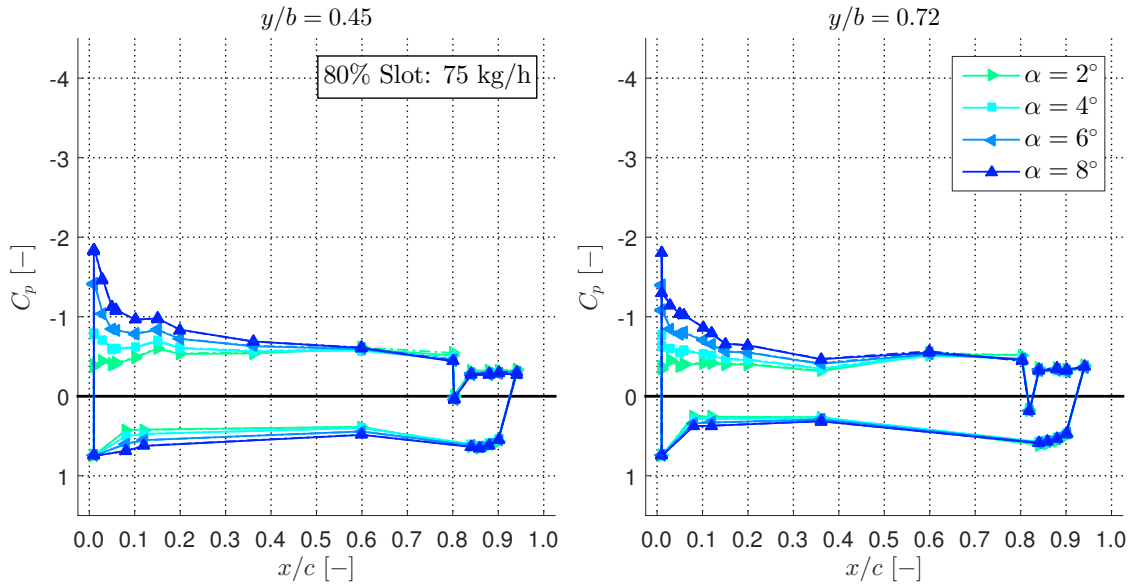 y/b = 0.45
80% Slot: 75 kg/h
-4
-3
-2
-1
0
1
C_p [−]
0.0 0.1 0.2 0.3 0.4 0.5 0.6 0.7 0.8 0.9 1.0
x/c [−]
y/b = 0.72
α = 2°
α = 4°
α = 6°
α = 8°
-4
-3
-2
-1
0
1
C_p [−]
0.0 0.1 0.2 0.3 0.4 0.5 0.6 0.7 0.8 0.9 1.0
x/c [−]